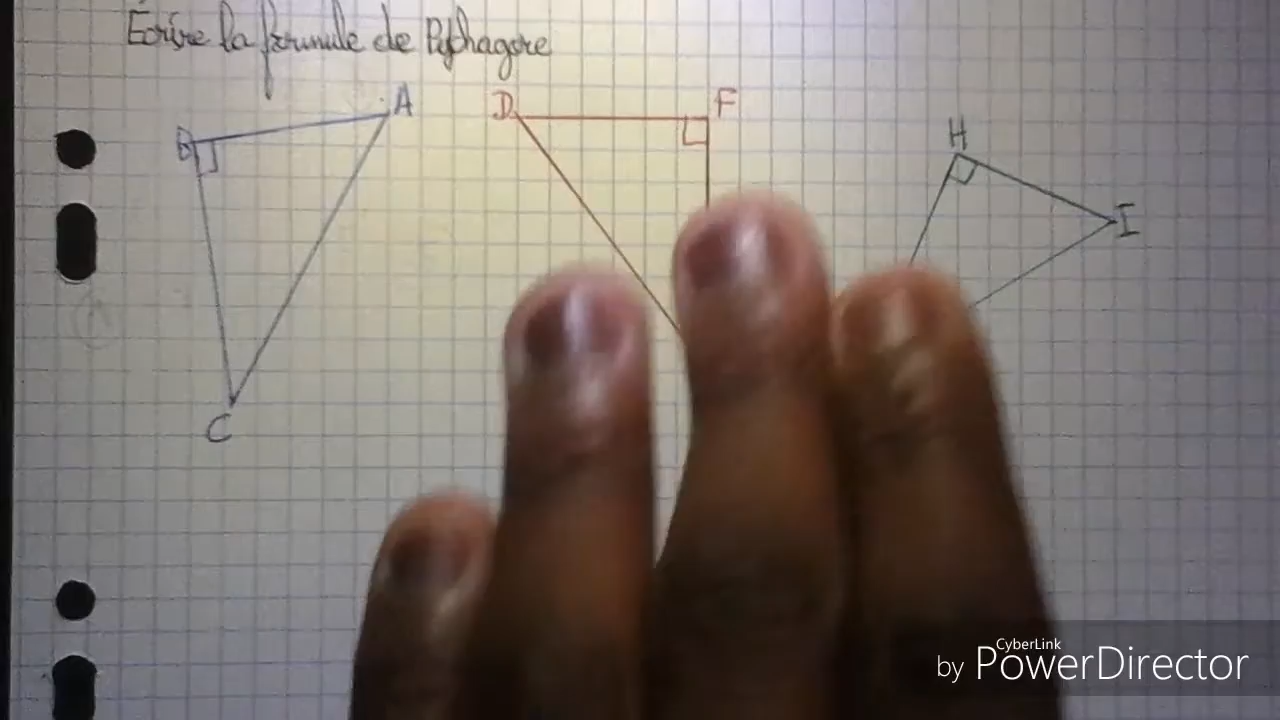 Écrire la formule de Pythagore
B A D F
H
I
C
CyberLink
by PowerDirector